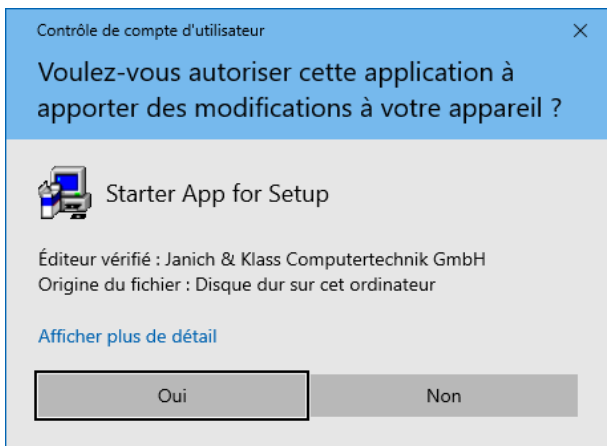 Contrôle de compte d'utilisateur
Voulez-vous autoriser cette application à
apporter des modifications à votre appareil ?
Starter App for Setup
Éditeur vérifié : Janich & Klass Computertechnik GmbH
Origine du fichier : Disque dur sur cet ordinateur
Afficher plus de détail
Oui Non